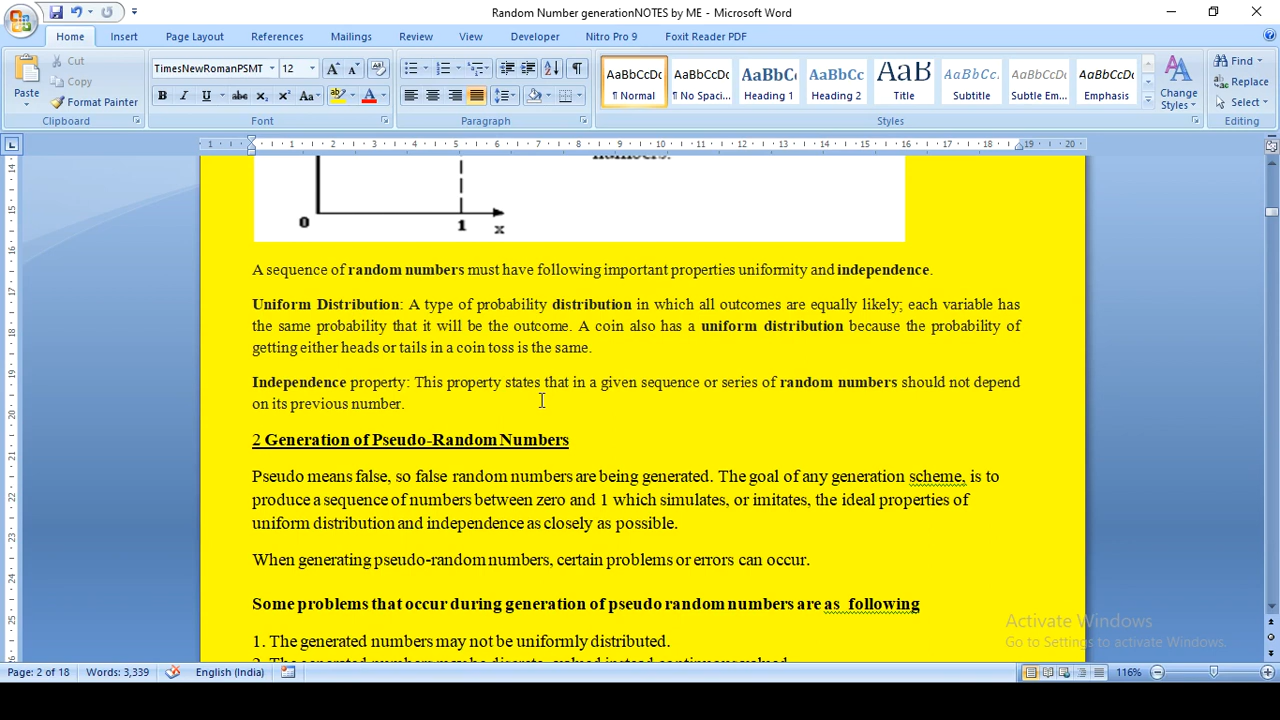 Random Number generationNOTES by ME - Microsoft Word
Home Insert Page Layout References Mailings Review View Developer Nitro Pro 9 Foxit Reader PDF
Paste
Cut
Copy
Format Painter
Clipboard
TimesNewRomanPSMT 12
Font
Paragraph
AaBbCcDc AaBbCcDc AaBbCc AaBbCc AaB AaBbCc. AaBbCcDc AaBbCcDc
¶ Normal ¶ No Spaci... Heading 1 Heading 2 Title Subtitle Subtle Em... Emphasis
Change Styles
Styles
Find
Replace
Select
Editing
numbers.
0 1 x
A sequence of random numbers must have following important properties uniformity and independence.
Uniform Distribution: A type of probability distribution in which all outcomes are equally likely; each variable has
the same probability that it will be the outcome. A coin also has a uniform distribution because the probability of
getting either heads or tails in a coin toss is the same.
Independence property: This property states that in a given sequence or series of random numbers should not depend
on its previous number.
2 Generation of Pseudo-Random Numbers
Pseudo means false, so false random numbers are being generated. The goal of any generation scheme, is to
produce a sequence of numbers between zero and 1 which simulates, or imitates, the ideal properties of
uniform distribution and independence as closely as possible.
When generating pseudo-random numbers, certain problems or errors can occur.
Some problems that occur during generation of pseudo random numbers are as following
1. The generated numbers may not be uniformly distributed.
2. The generated numbers may be discrete-valued instead continuous valued
Activate Windows
Go to Settings to activate Windows.
Page: 2 of 18 Words: 3,339 English (India) 116%